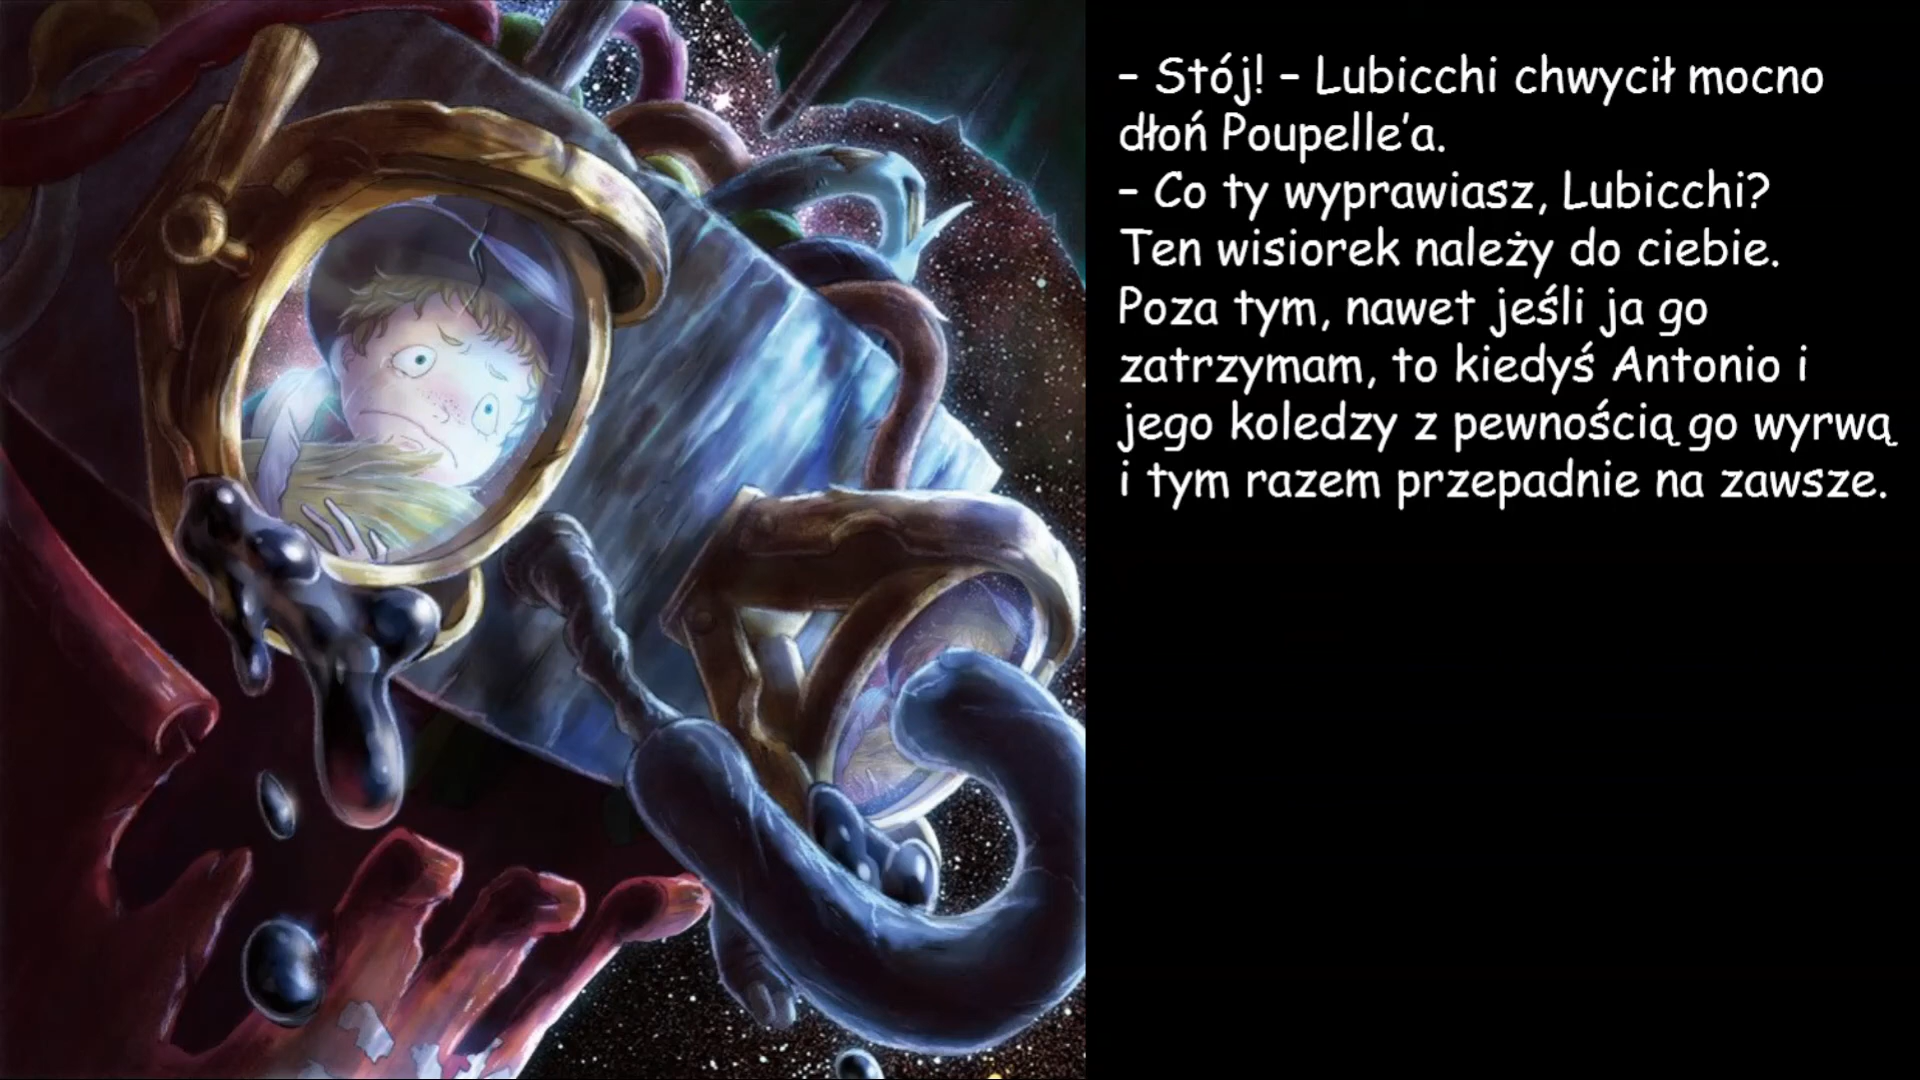 – Stój! – Lubicchi chwycił mocno
dłoń Poupelle’a.
– Co ty wyprawiasz, Lubicchi?
Ten wisiorek należy do ciebie.
Poza tym, nawet jeśli ja go
zatrzymam, to kiedyś Antonio i
jego koledzy z pewnością go wyrwą
i tym razem przepadnie na zawsze.